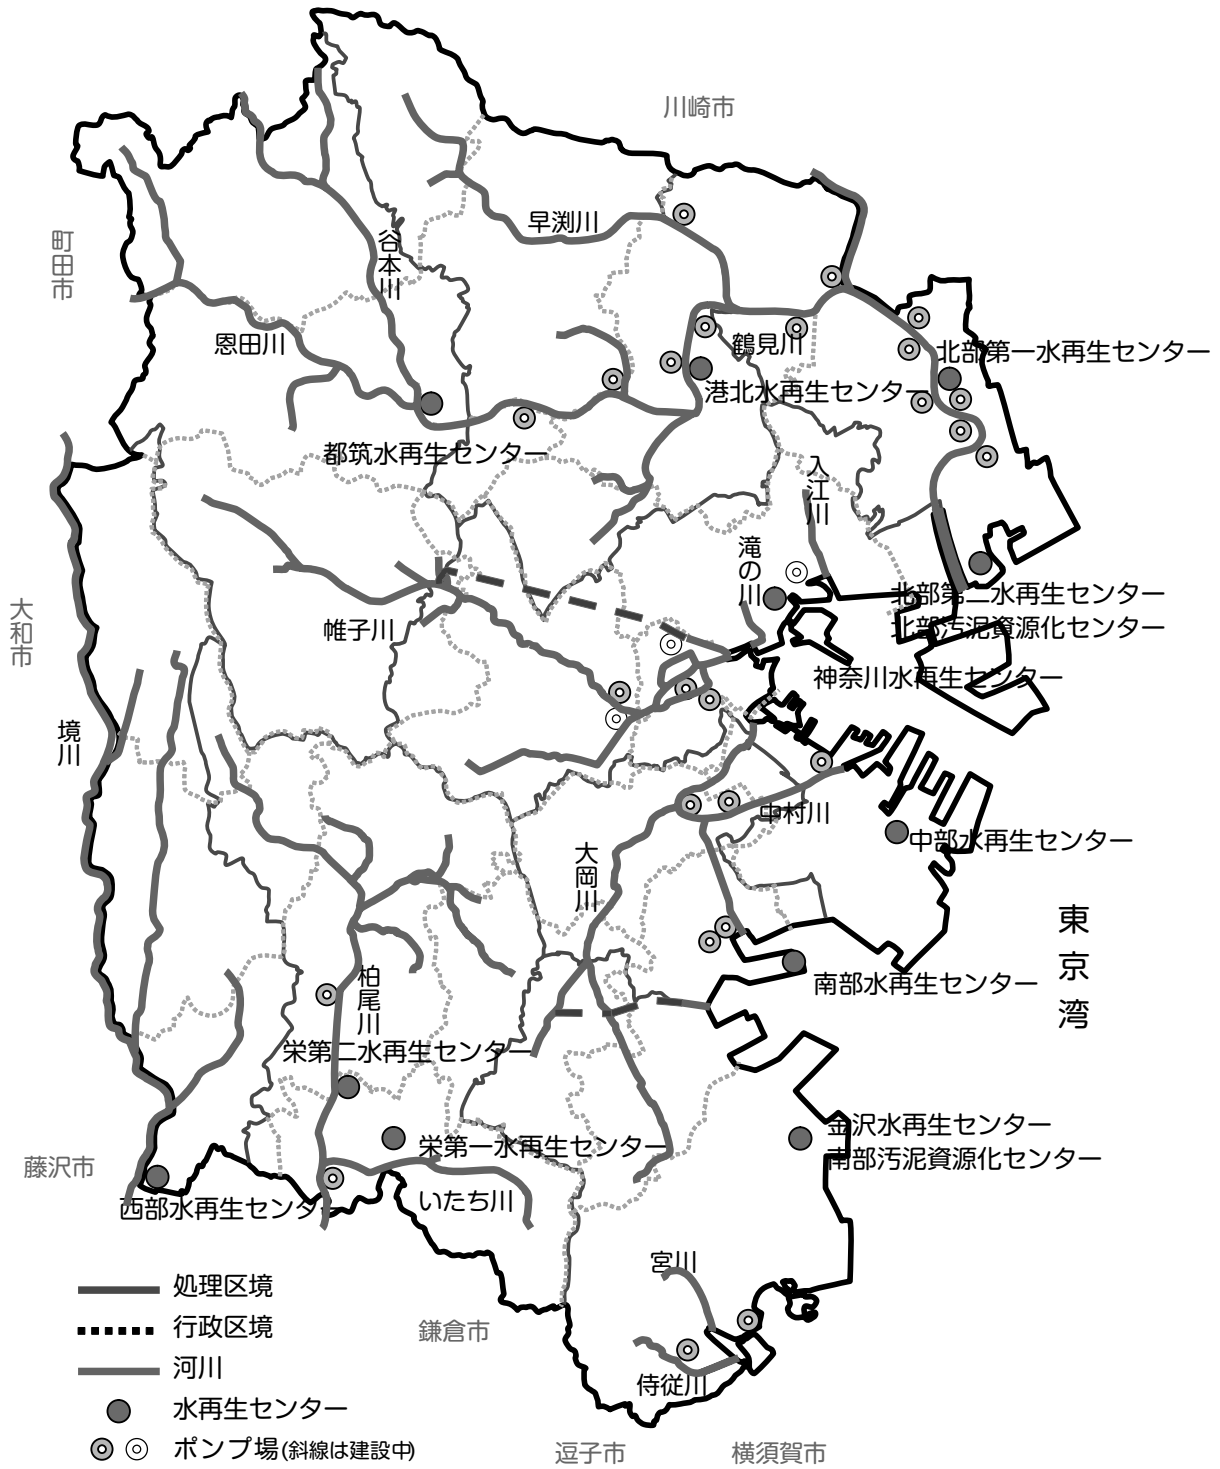 川崎市
早渕川
町田市
谷本川
恩田川
鶴見川
北部第一水再生センター
港北水再生センター
都筑水再生センター
入江川
滝の川
大和市
帷子川
北部第二水再生センター
北部汚泥資源化センター
神奈川水再生センター
境川
中村川
中部水再生センター
大岡川
東京湾
柏尾川
南部水再生センター
栄第二水再生センター
金沢水再生センター
南部汚泥資源化センター
栄第一水再生センター
藤沢市
西部水再生センター
いたち川
宮川
処理区境
行政区境
鎌倉市
河川
侍従川
水再生センター
ポンプ場(斜線は建設中)
逗子市
横須賀市